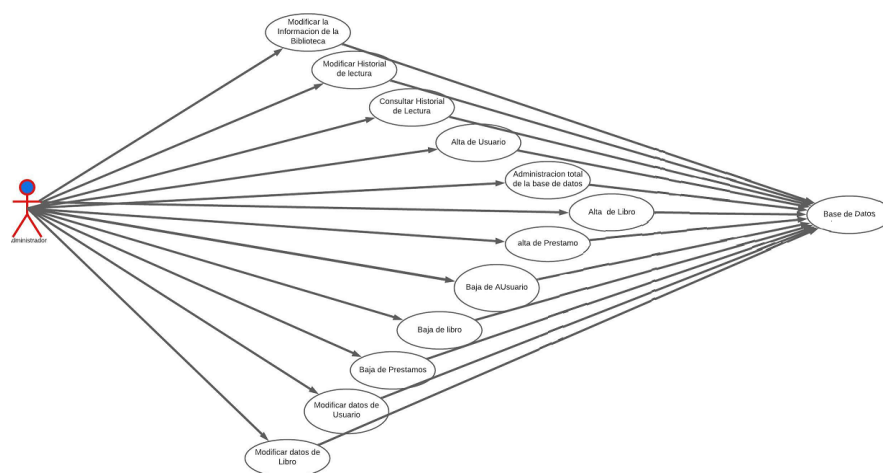 Modificar la
Informacion de la
Biblioteca
Modificar Historial
de lectura
Consultar Historial
de Lectura
Alta de Usuario
Administracion total
de la base de datos
Alta de Libro
Base de Datos
alta de Prestamo
dministrador
Baja de AUsuario
Baja de libro
Baja de Prestamos
Modificar datos de
Usuario
Modificar datos de
Libro